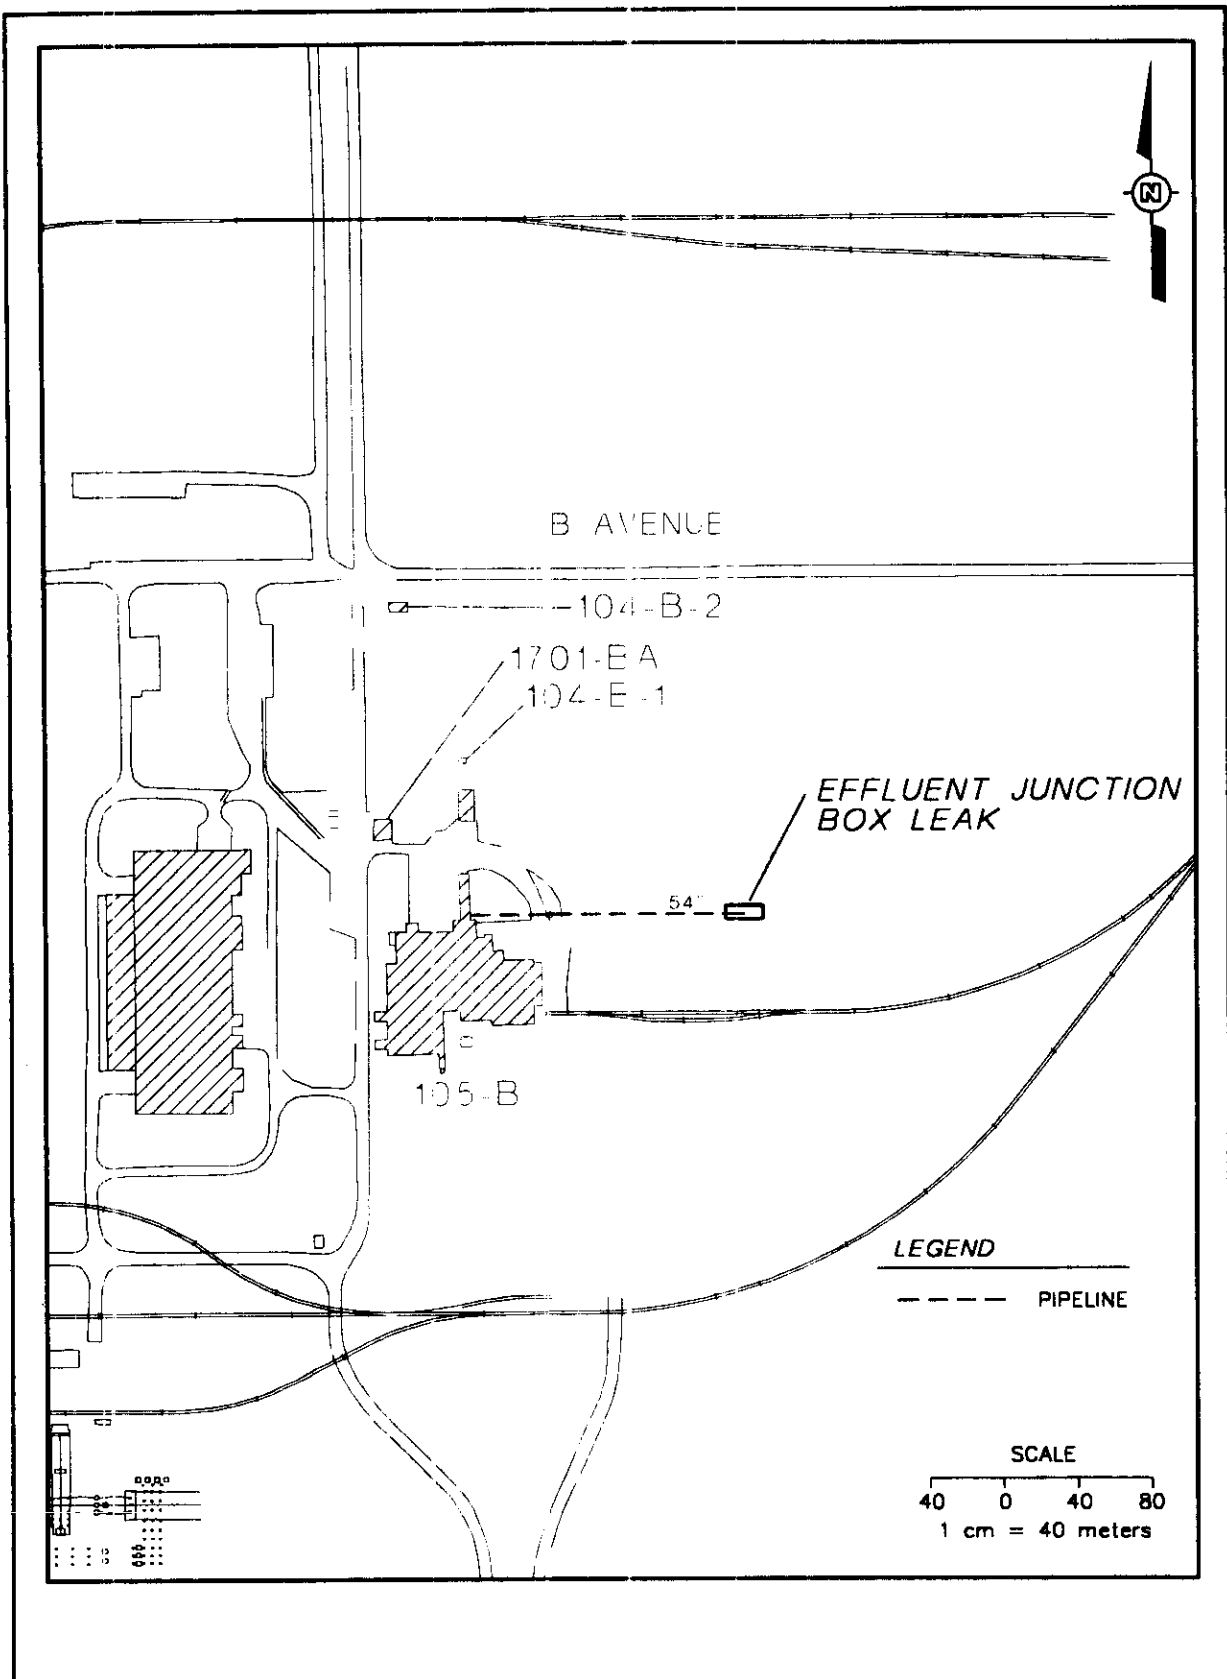 N
B AVENUE
104-B-2
1701-BA
104-B-1
EFFLUENT JUNCTION
BOX LEAK
54"
105-B
LEGEND
PIPELINE
SCALE
40 0 40 80
1 cm = 40 meters